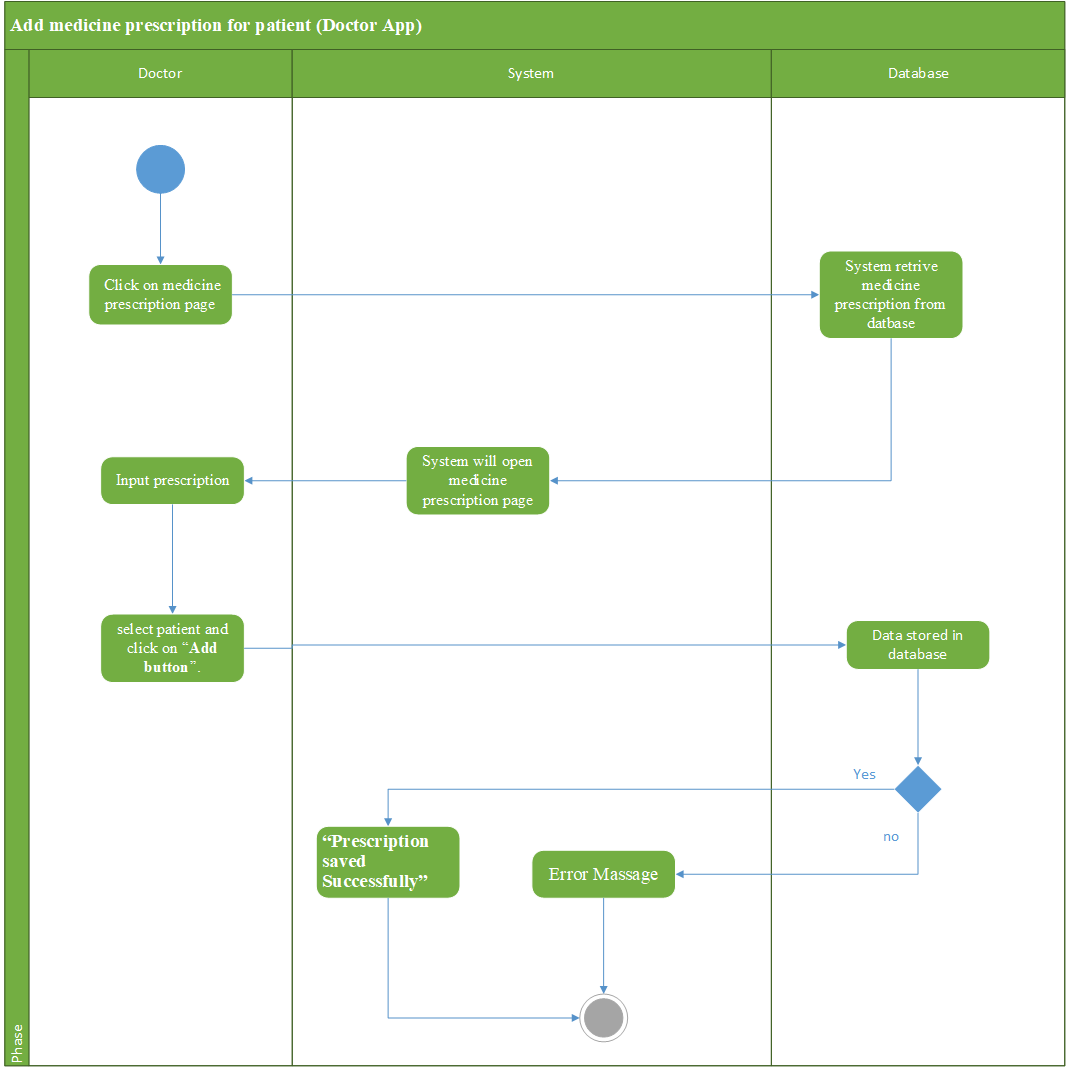 Add medicine prescription for patient (Doctor App)
Doctor
System
Database
Click on medicine
prescription page
System retrive
medicine
prescription from
datbase
Input prescription
System will open
medicine
prescription page
select patient and
click on “Add
button”.
Data stored in
database
Yes
no
“Prescription
saved
Successfully”
Error Massage
Phase